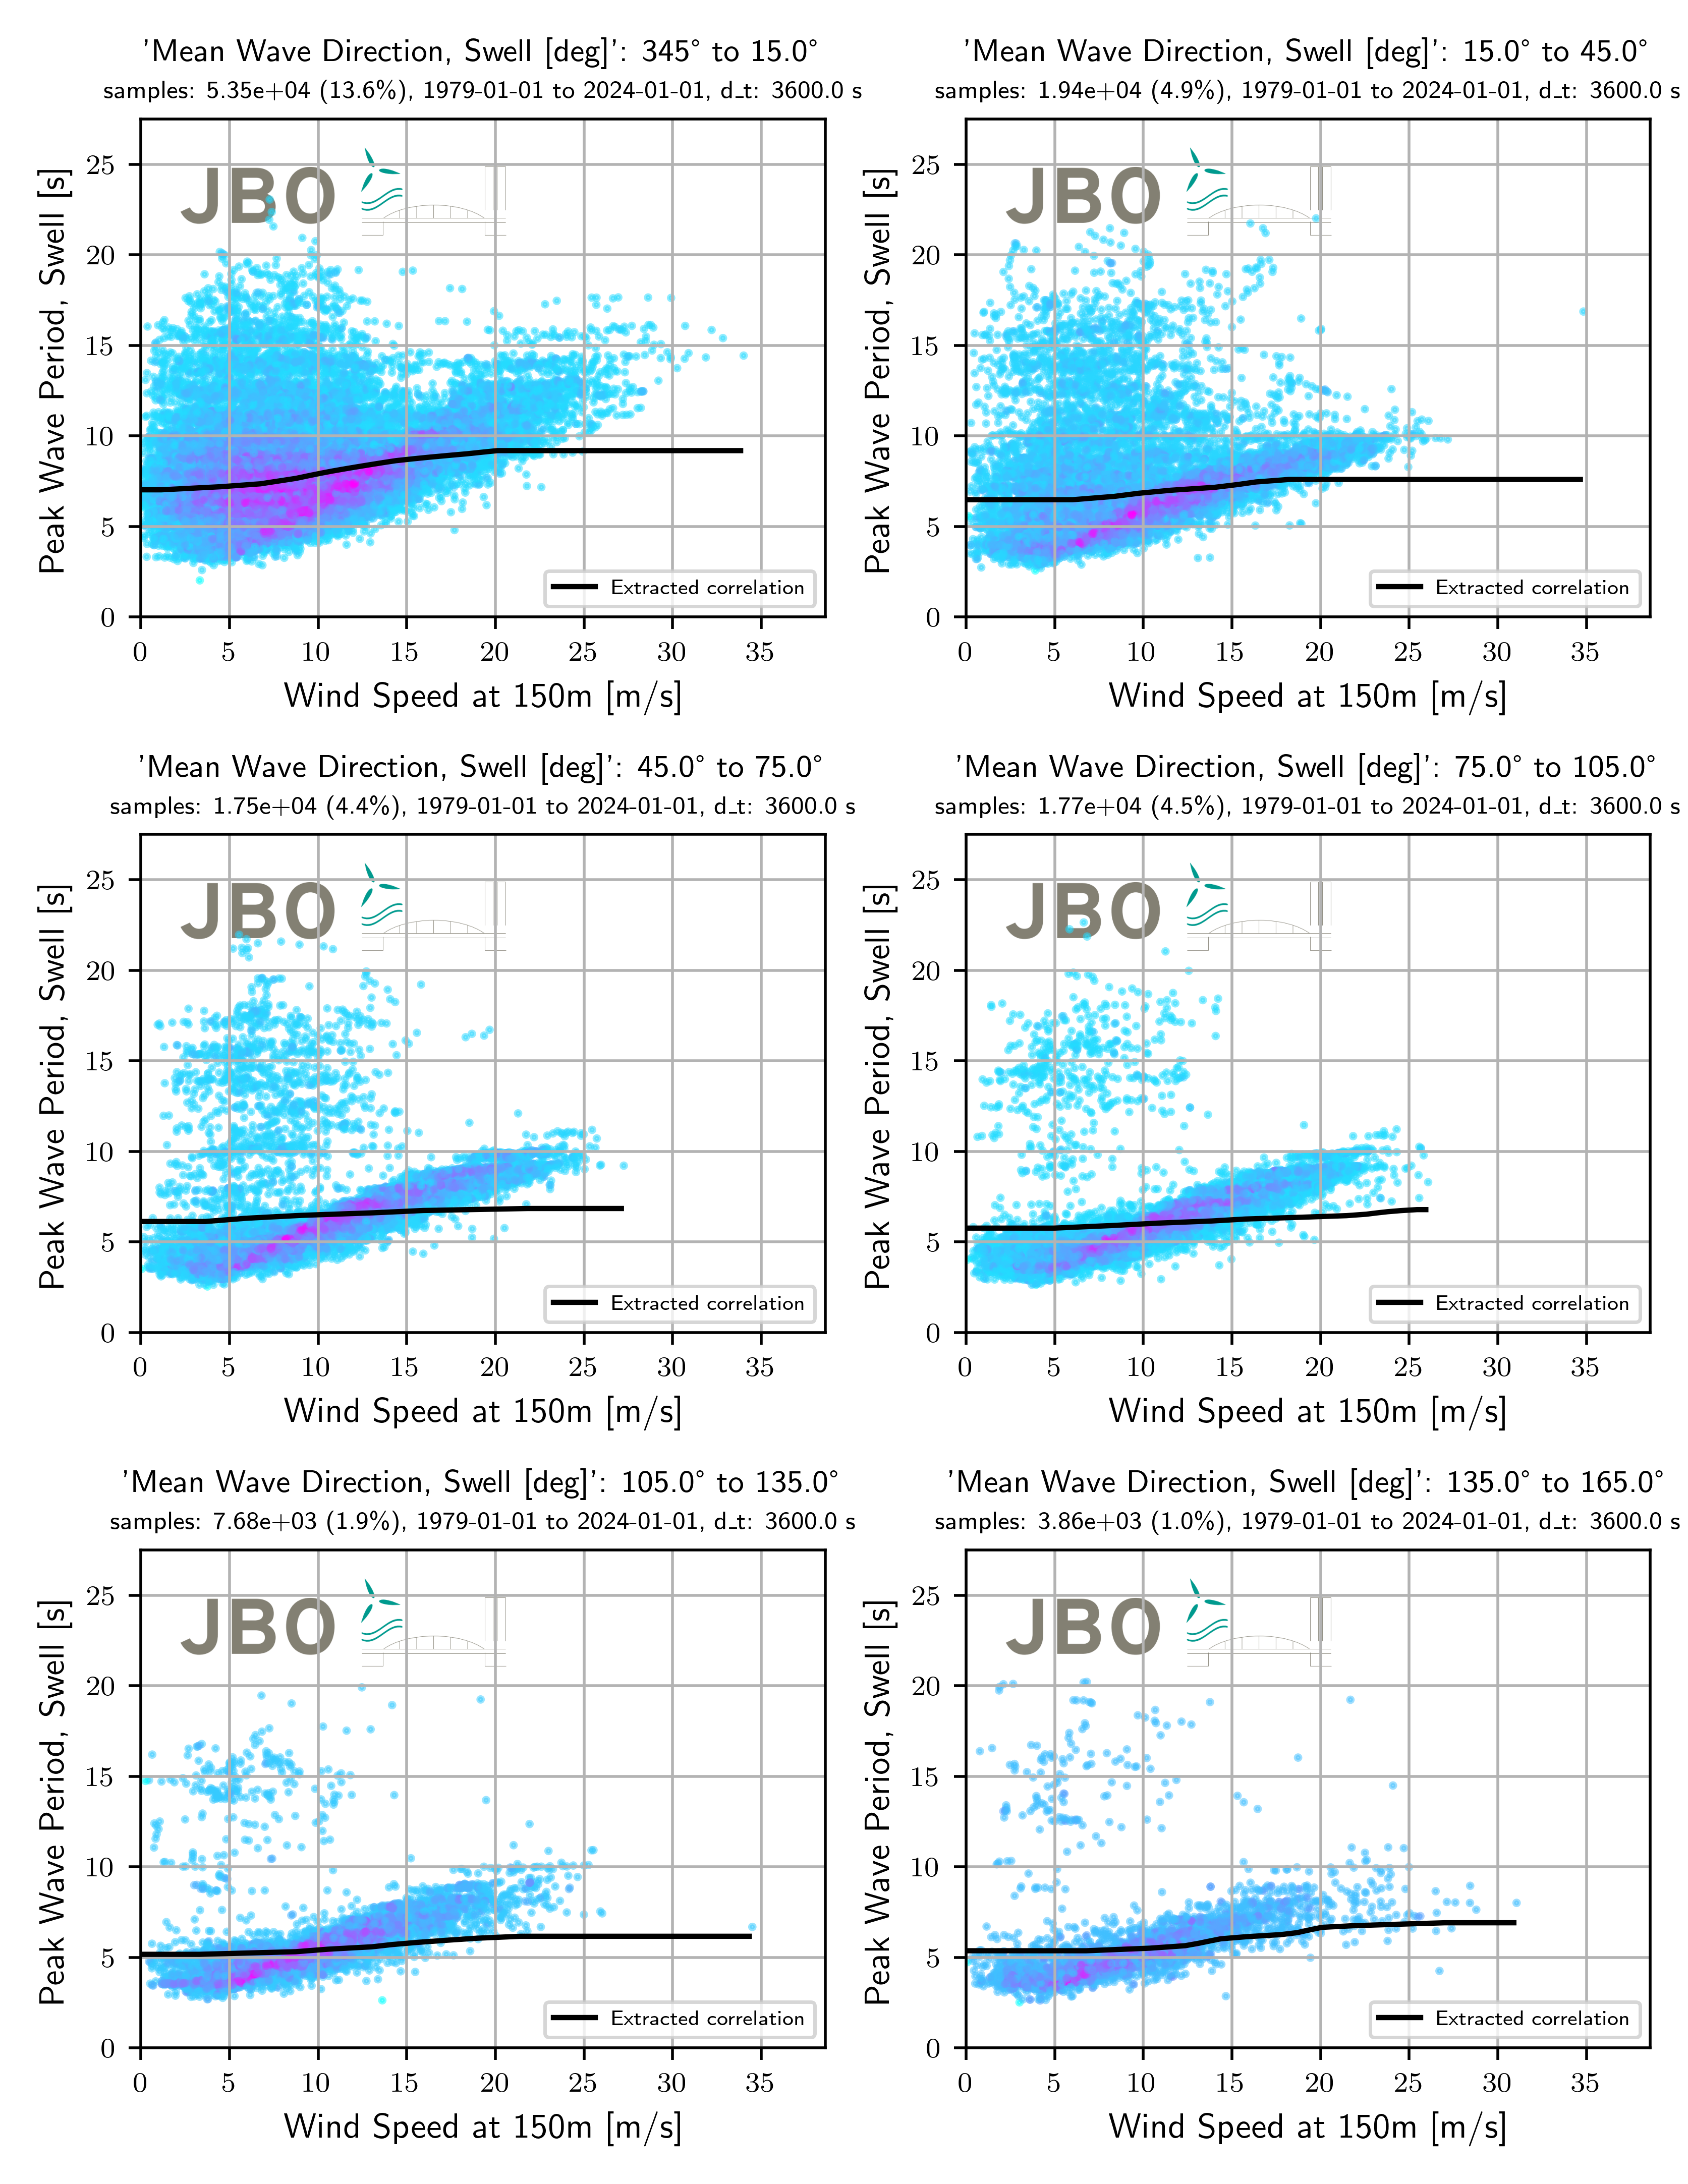 'Mean Wave Direction, Swell [deg]': 345° to 15.0°
samples: 5.35e+04 (13.6%), 1979-01-01 to 2024-01-01, d_t: 3600.0 s
JBO
Peak Wave Period, Swell [s]
25
20
15
10
5
0
Extracted correlation
0 5 10 15 20 25 30 35
Wind Speed at 150m [m/s]
'Mean Wave Direction, Swell [deg]': 15.0° to 45.0°
samples: 1.94e+04 (4.9%), 1979-01-01 to 2024-01-01, d_t: 3600.0 s
JBO
Peak Wave Period, Swell [s]
25
20
15
10
5
0
Extracted correlation
0 5 10 15 20 25 30 35
Wind Speed at 150m [m/s]
'Mean Wave Direction, Swell [deg]': 45.0° to 75.0°
samples: 1.75e+04 (4.4%), 1979-01-01 to 2024-01-01, d_t: 3600.0 s
JBO
Peak Wave Period, Swell [s]
25
20
15
10
5
0
Extracted correlation
0 5 10 15 20 25 30 35
Wind Speed at 150m [m/s]
'Mean Wave Direction, Swell [deg]': 75.0° to 105.0°
samples: 1.77e+04 (4.5%), 1979-01-01 to 2024-01-01, d_t: 3600.0 s
JBO
Peak Wave Period, Swell [s]
25
20
15
10
5
0
Extracted correlation
0 5 10 15 20 25 30 35
Wind Speed at 150m [m/s]
'Mean Wave Direction, Swell [deg]': 105.0° to 135.0°
samples: 7.68e+03 (1.9%), 1979-01-01 to 2024-01-01, d_t: 3600.0 s
JBO
Peak Wave Period, Swell [s]
25
20
15
10
5
0
Extracted correlation
0 5 10 15 20 25 30 35
Wind Speed at 150m [m/s]
'Mean Wave Direction, Swell [deg]': 135.0° to 165.0°
samples: 3.86e+03 (1.0%), 1979-01-01 to 2024-01-01, d_t: 3600.0 s
JBO
Peak Wave Period, Swell [s]
25
20
15
10
5
0
Extracted correlation
0 5 10 15 20 25 30 35
Wind Speed at 150m [m/s]